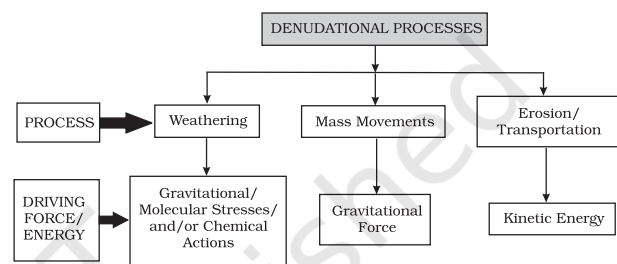 DENUDATIONAL PROCESSES
PROCESS
Weathering
Mass Movements
Erosion/
Transportation
DRIVING
FORCE/
ENERGY
Gravitational/
Molecular Stresses/
and/or Chemical
Actions
Gravitational
Force
Kinetic Energy